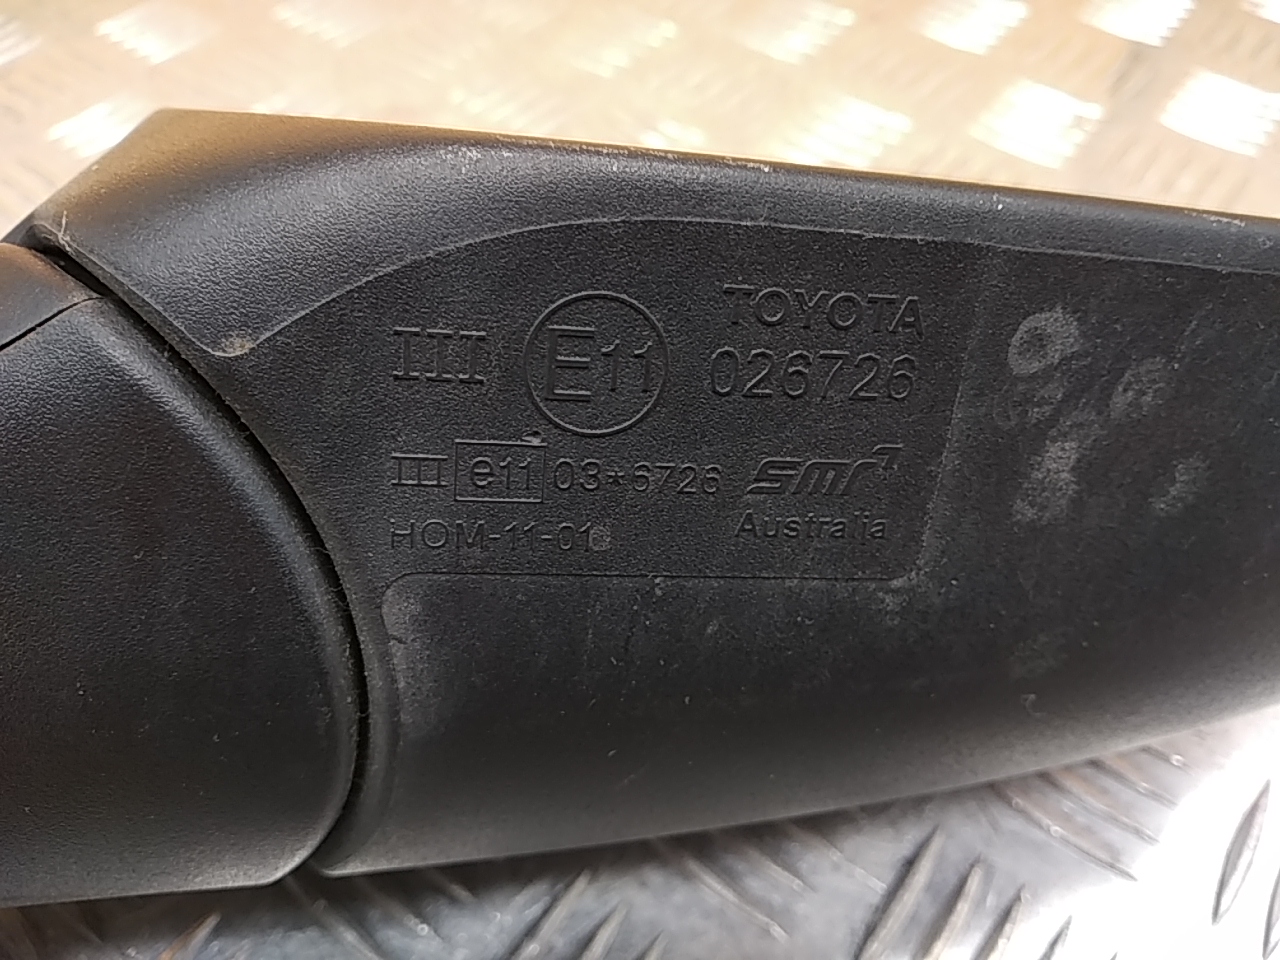 TOYOTA
III E11 026726
III e11 03*6726 smr
HOM-11-01 Australia